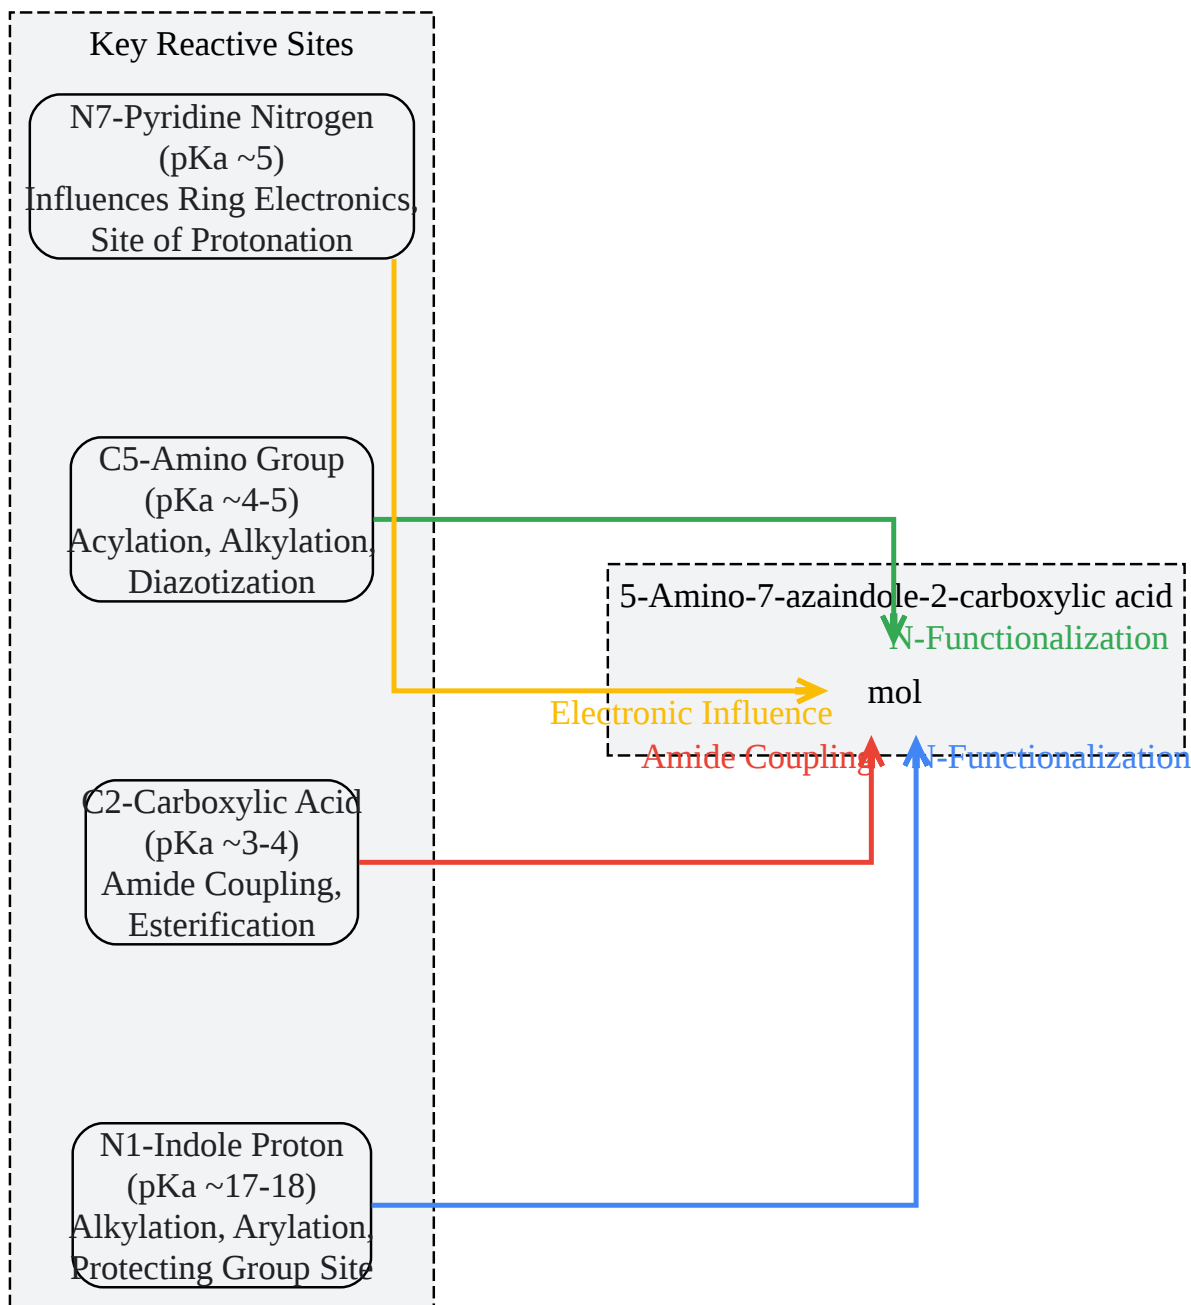 Key Reactive Sites
N7-Pyridine Nitrogen
(pKa ~5)
Influences Ring Electronics,
Site of Protonation
C5-Amino Group
(pKa ~4-5)
Acylation, Alkylation,
Diazotization
C2-Carboxylic Acid
(pKa ~3-4)
Amide Coupling,
Esterification
N1-Indole Proton
(pKa ~17-18)
Alkylation, Arylation,
Protecting Group Site
5-Amino-7-azaindole-2-carboxylic acid
N-Functionalization
mol
Electronic Influence
Amide Coupling
N-Functionalization